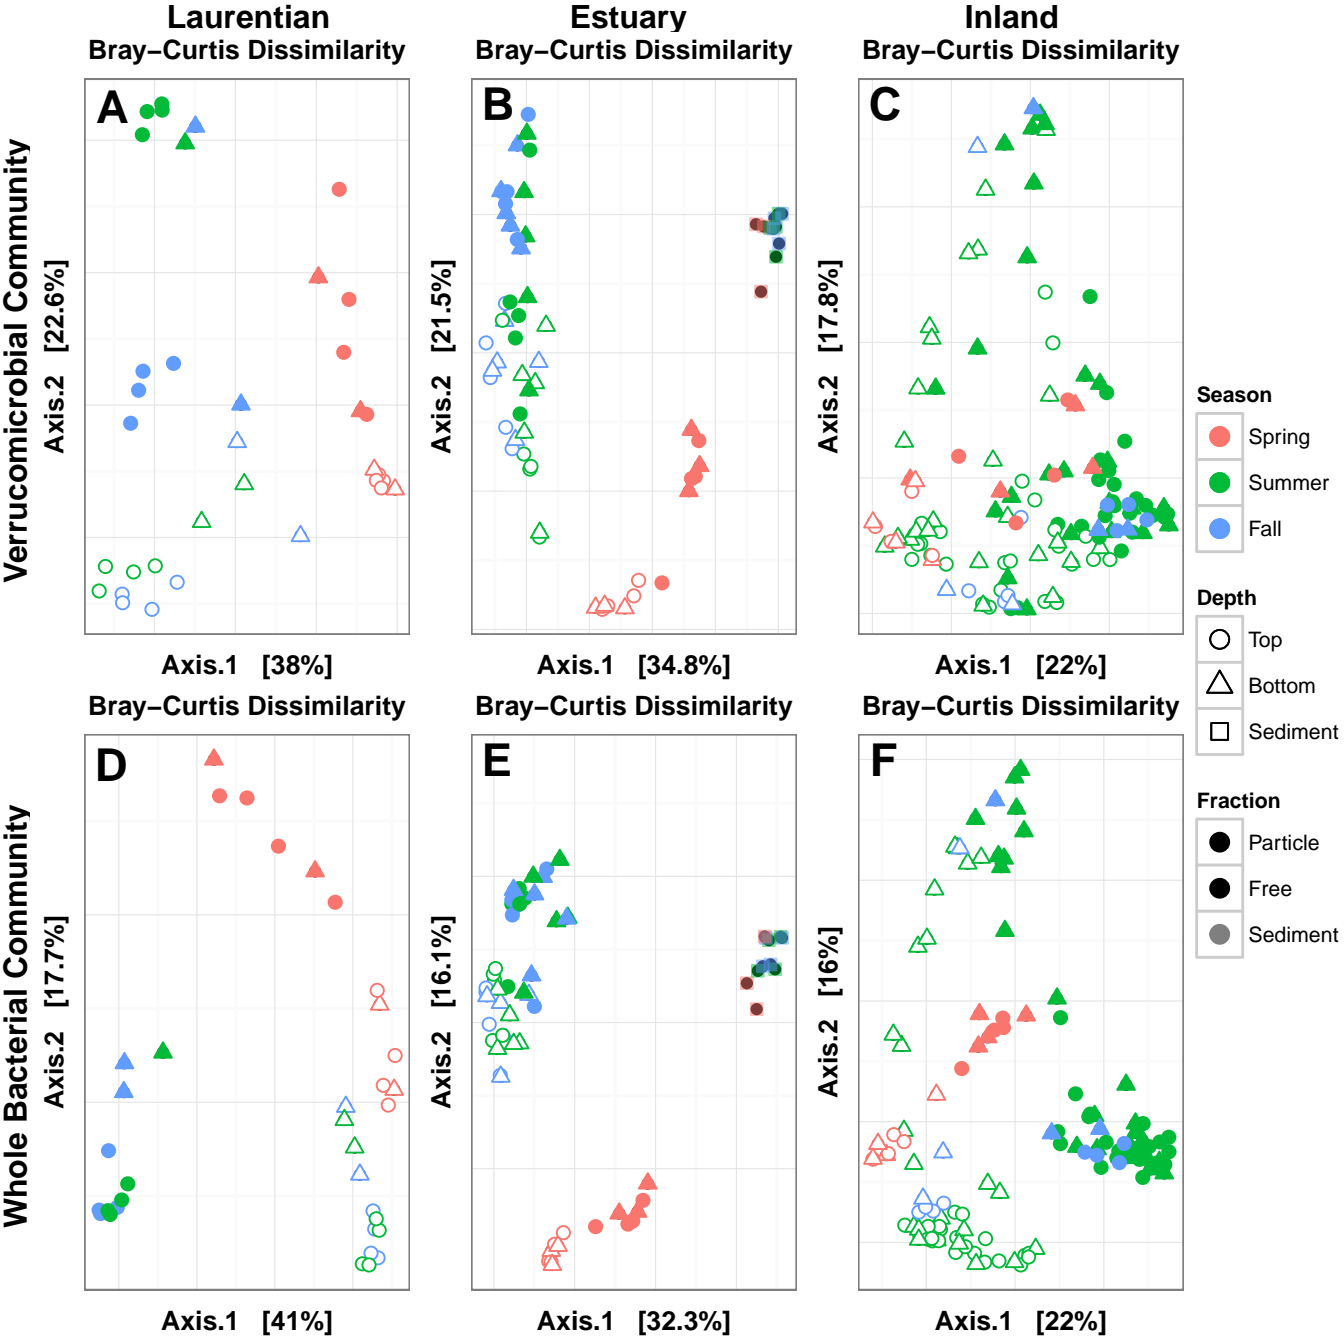 Laurentian
Estuary
Inland
Bray−Curtis Dissimilarity
Bray−Curtis Dissimilarity
Bray−Curtis Dissimilarity
Verrucomicrobial Community
A
B
C
Axis.2 [22.6%]
Axis.2 [21.5%]
Axis.2 [17.8%]
Axis.1 [38%]
Axis.1 [34.8%]
Axis.1 [22%]
Bray−Curtis Dissimilarity
Bray−Curtis Dissimilarity
Bray−Curtis Dissimilarity
Whole Bacterial Community
D
E
F
Axis.2 [17.7%]
Axis.2 [16.1%]
Axis.2 [16%]
Axis.1 [41%]
Axis.1 [32.3%]
Axis.1 [22%]
Season
Spring
Summer
Fall
Depth
Top
Bottom
Sediment
Fraction
Particle
Free
Sediment